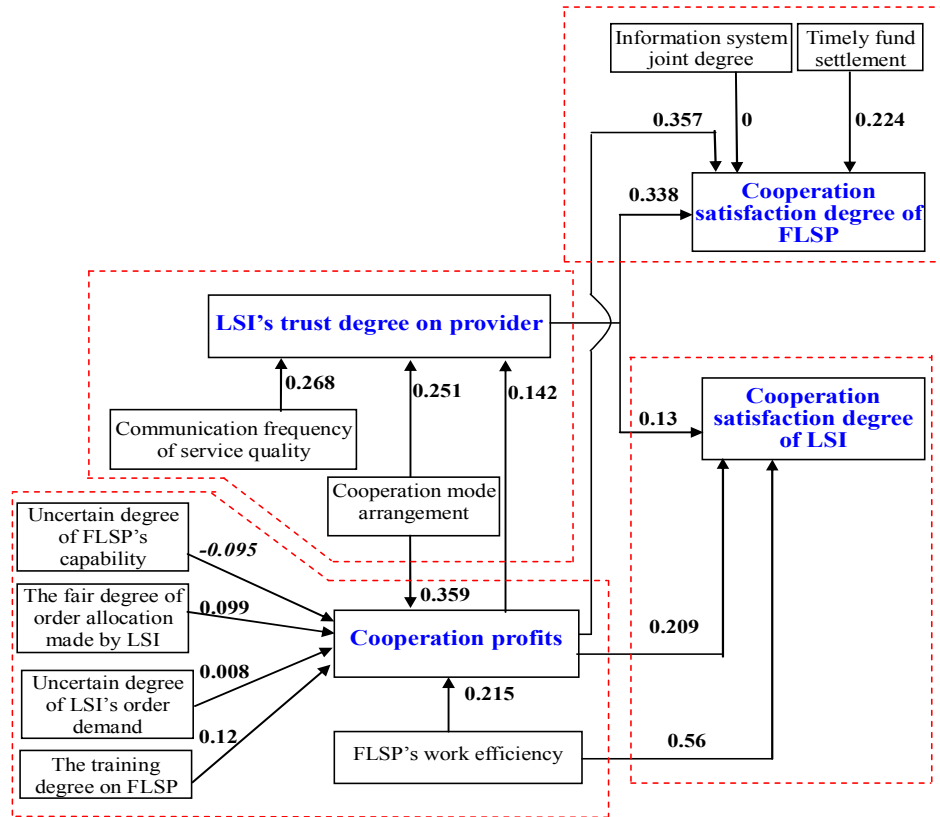 Information system
joint degree
Timely fund
settlement
0.357
0
0.224
Cooperation
satisfaction degree of
FLSP
0.338
LSI's trust degree on provider
0.268
0.251
0.142
Communication frequency
of service quality
Cooperation
satisfaction degree
of LSI
0.13
Cooperation mode
arrangement
Uncertain degree
of FLSP's
capability
-0.095
The fair degree of
order allocation
made by LSI
0.099
0.359
Cooperation profits
0.209
Uncertain degree
of LSI's order
demand
0.008
0.215
0.12
The training
degree on FLSP
FLSP's work efficiency
0.56